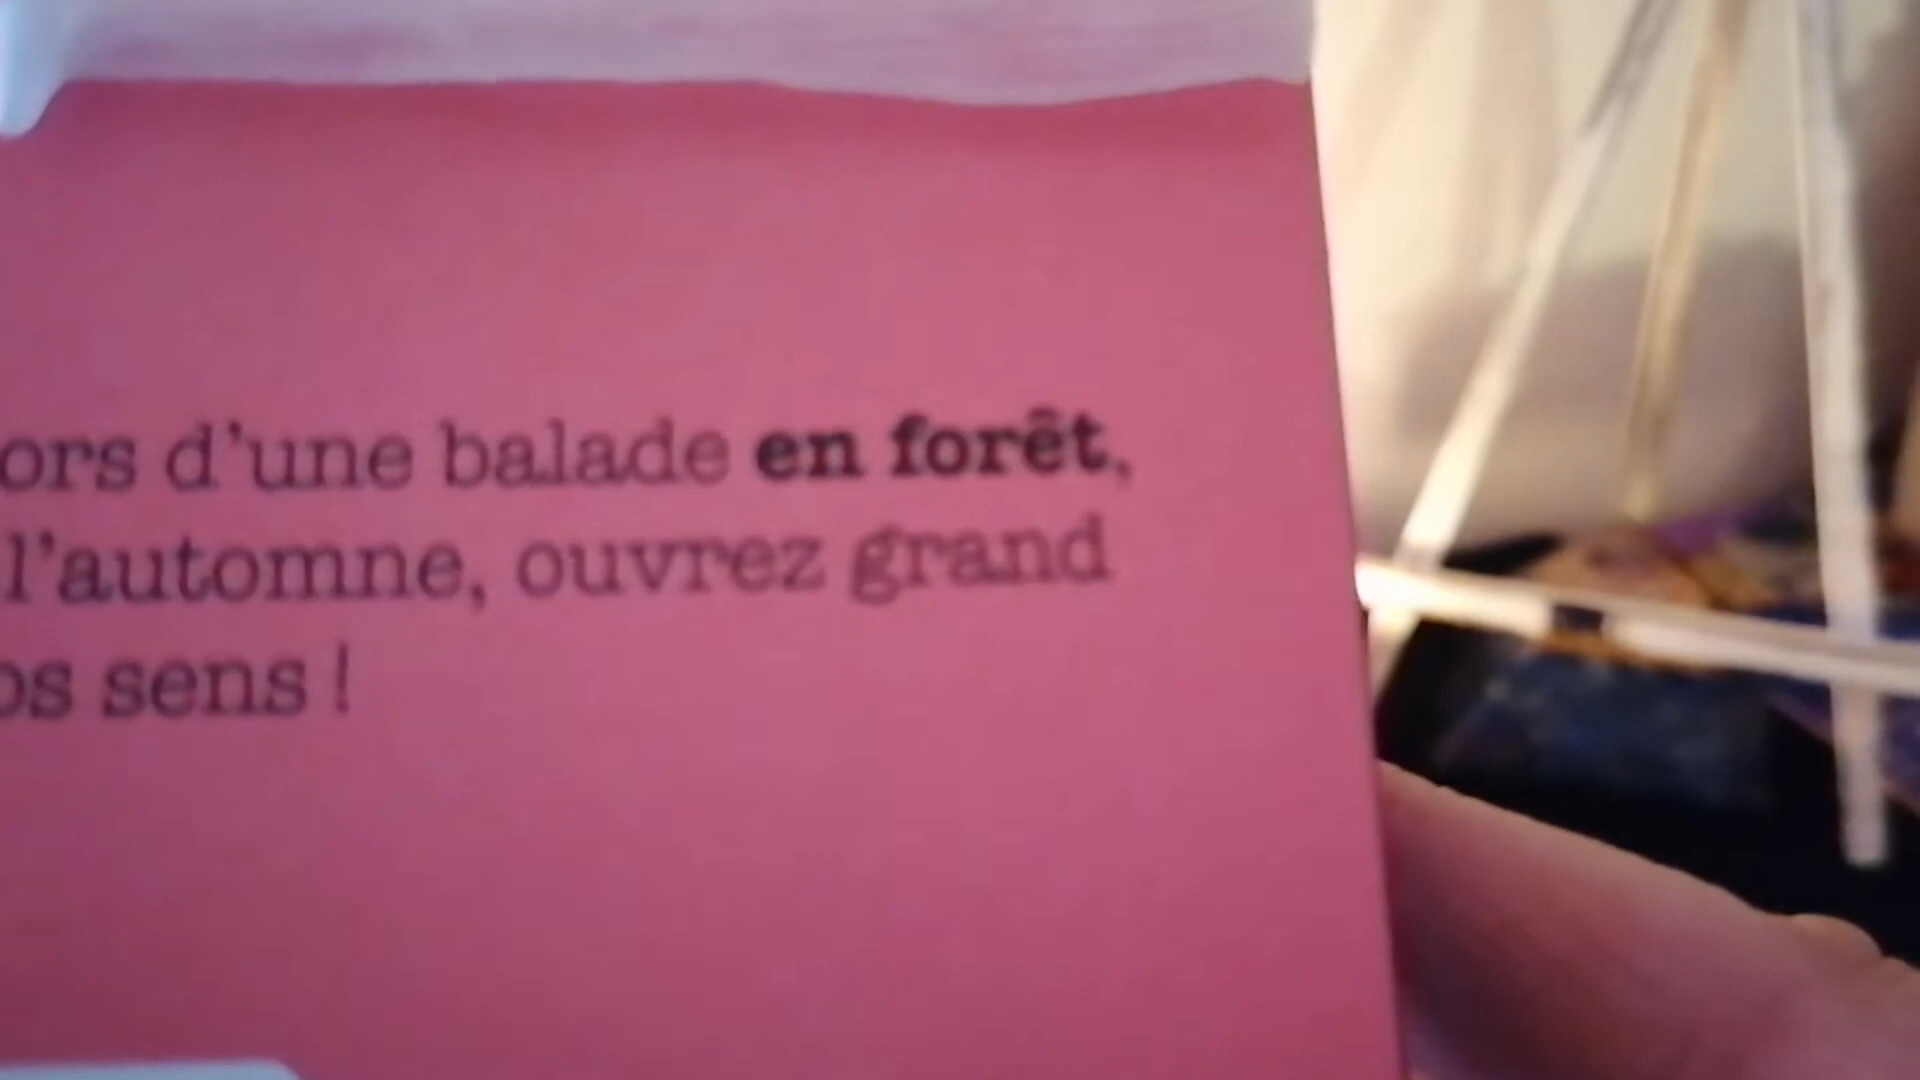 ors d'une balade en forêt,
l'automne, ouvrez grand
os sens !